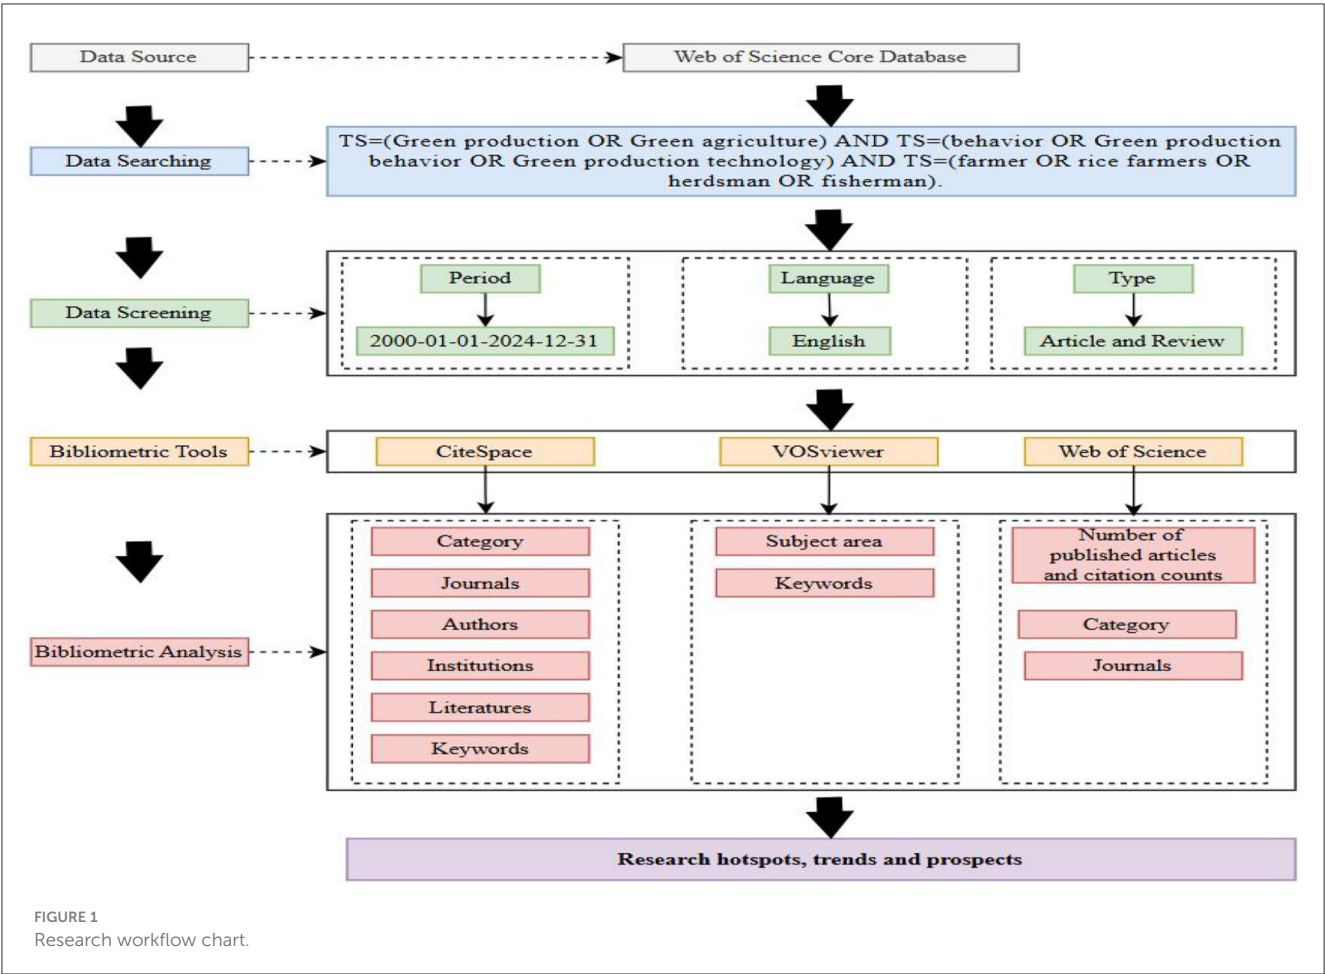 Data Source
Web of Science Core Database
Data Searching
TS=(Green production OR Green agriculture) AND TS=(behavior OR Green production
behavior OR Green production technology) AND TS=(farmer OR rice farmers OR
herdsman OR fisherman).
Data Screening
Period
2000-01-01-2024-12-31
Language
English
Type
Article and Review
Bibliometric Tools
CiteSpace
VOSviewer
Web of Science
Bibliometric Analysis
Category
Journals
Authors
Institutions
Literatures
Keywords
Subject area
Keywords
Number of
published articles
and citation counts
Category
Journals
Research hotspots, trends and prospects
FIGURE 1
Research workflow chart.